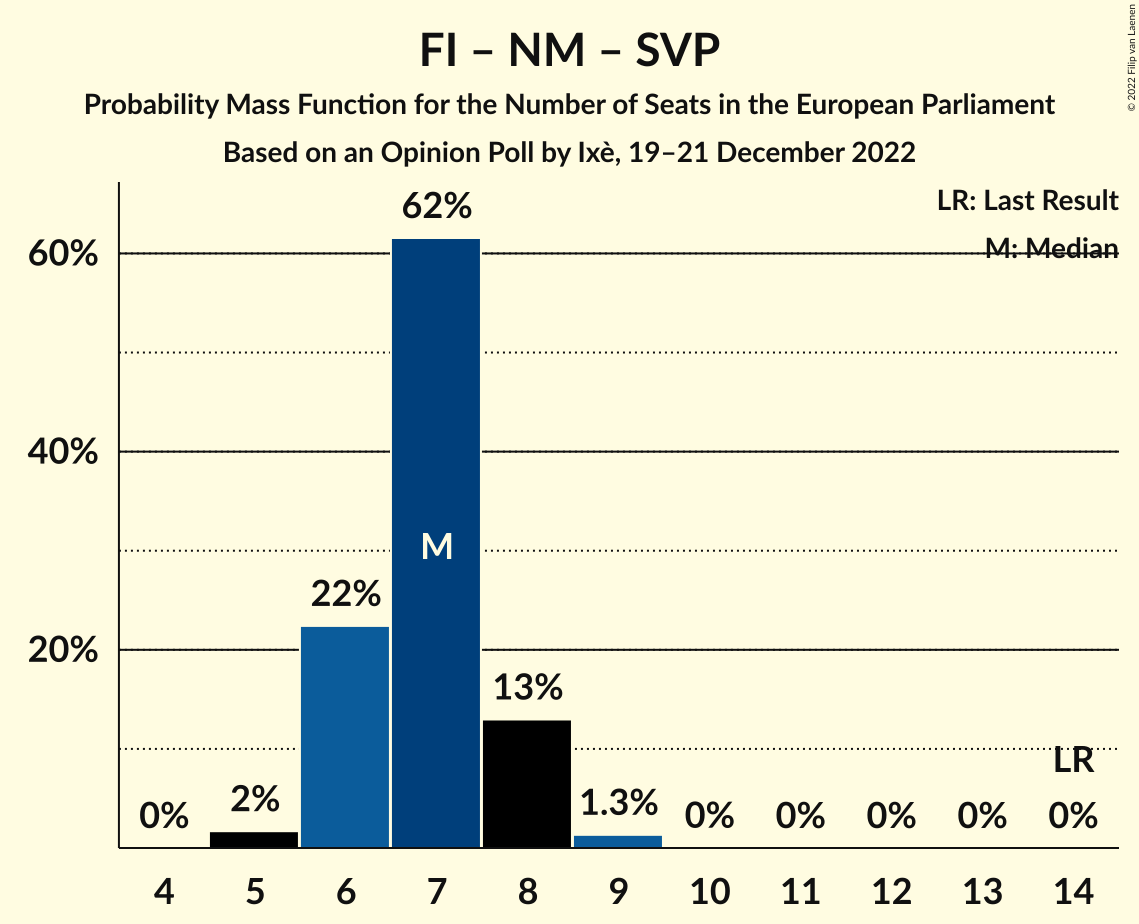 FI – NM – SVP
Probability Mass Function for the Number of Seats in the European Parliament
Based on an Opinion Poll by Ixè, 19–21 December 2022
© 2022 Filip van Laenen
LR: Last Result
M: Median
60%
40%
20%
0%
2%
22%
62%
M
13%
1.3%
0%
0%
0%
0%
LR
0%
4 5 6 7 8 9 10 11 12 13 14